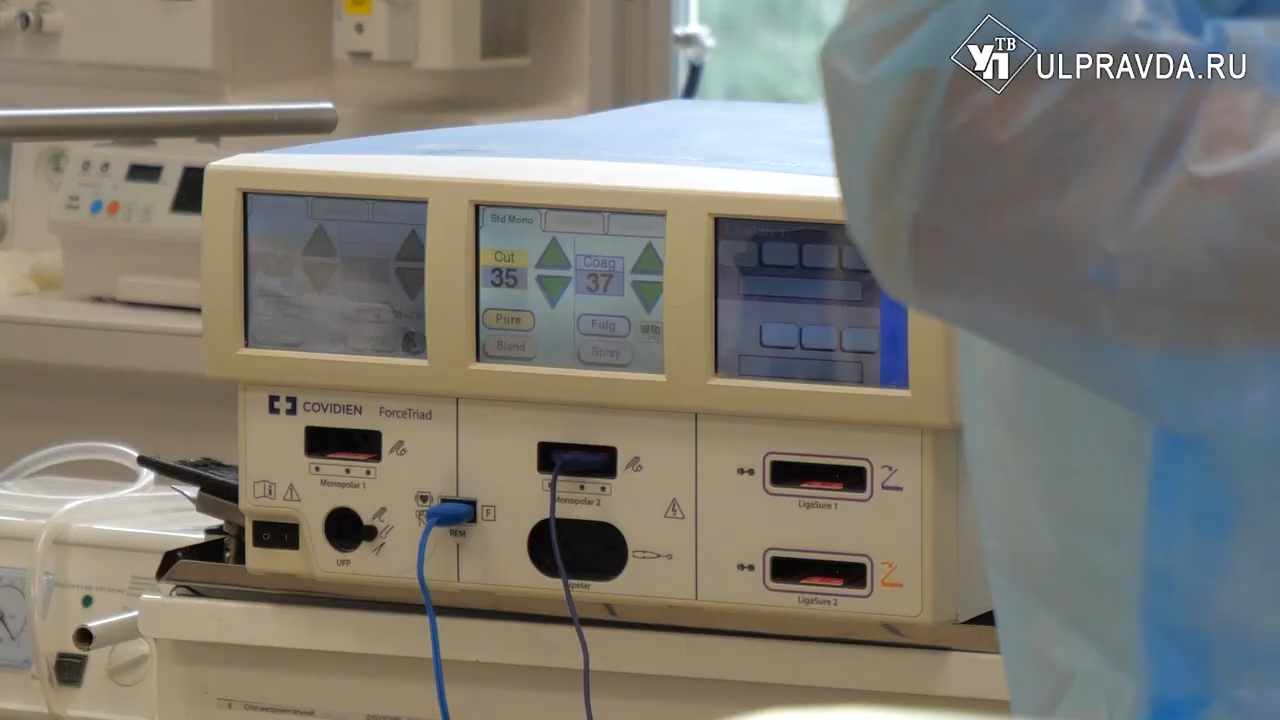 УП ТВ
ULPRAVDA.RU
Std Mono
Cut
35
Coag
37
Pure
Fulg
Blend
Spray
COVIDIEN
ForceTriad
Monopolar 1
Monopolar 2
LigaSure 1
UFP
REM
F
LigaSure 2